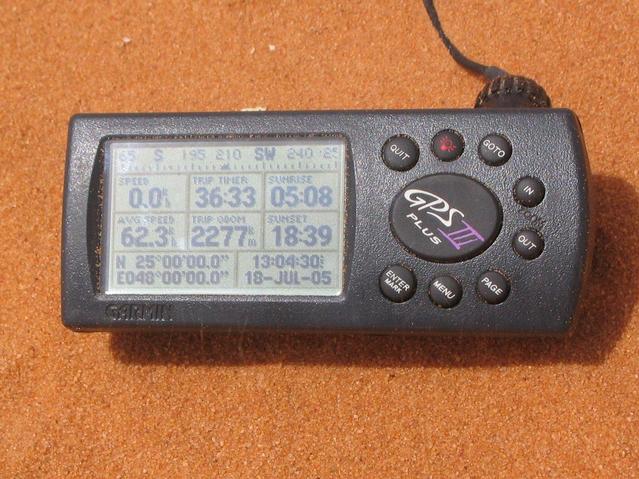 65 S 195 210 SW 240 25
SPEED TRIP TIMER SUNRISE
0.0 36:33 05:08
AVG SPEED TRIP ODOM SUNSET
62.3 2277 18:39
N 25°00'00.0" 13:04:30
E048°00'00.0" 18-JUL-05
GARMIN
QUIT
GOTO
IN
OUT
GPS III
PLUS
ENTER
MARK
MENU
PAGE